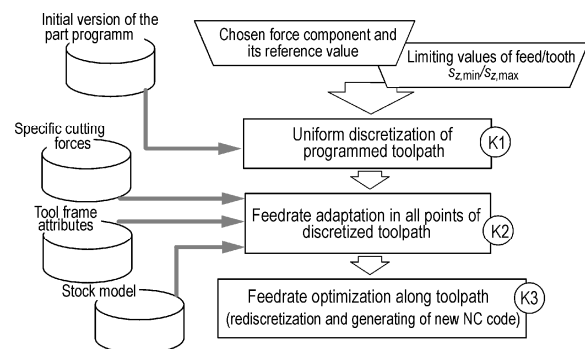 Initial version of the
part programm
Chosen force component and
its reference value
Limiting values of feed/tooth
sz,min/sz,max
Specific cutting
forces
Uniform discretization of
programmed toolpath
K1
Tool frame
attributes
Feedrate adaptation in all points of
discretized toolpath
K2
Stock model
Feedrate optimization along toolpath
(rediscretization and generating of new NC code)
K3